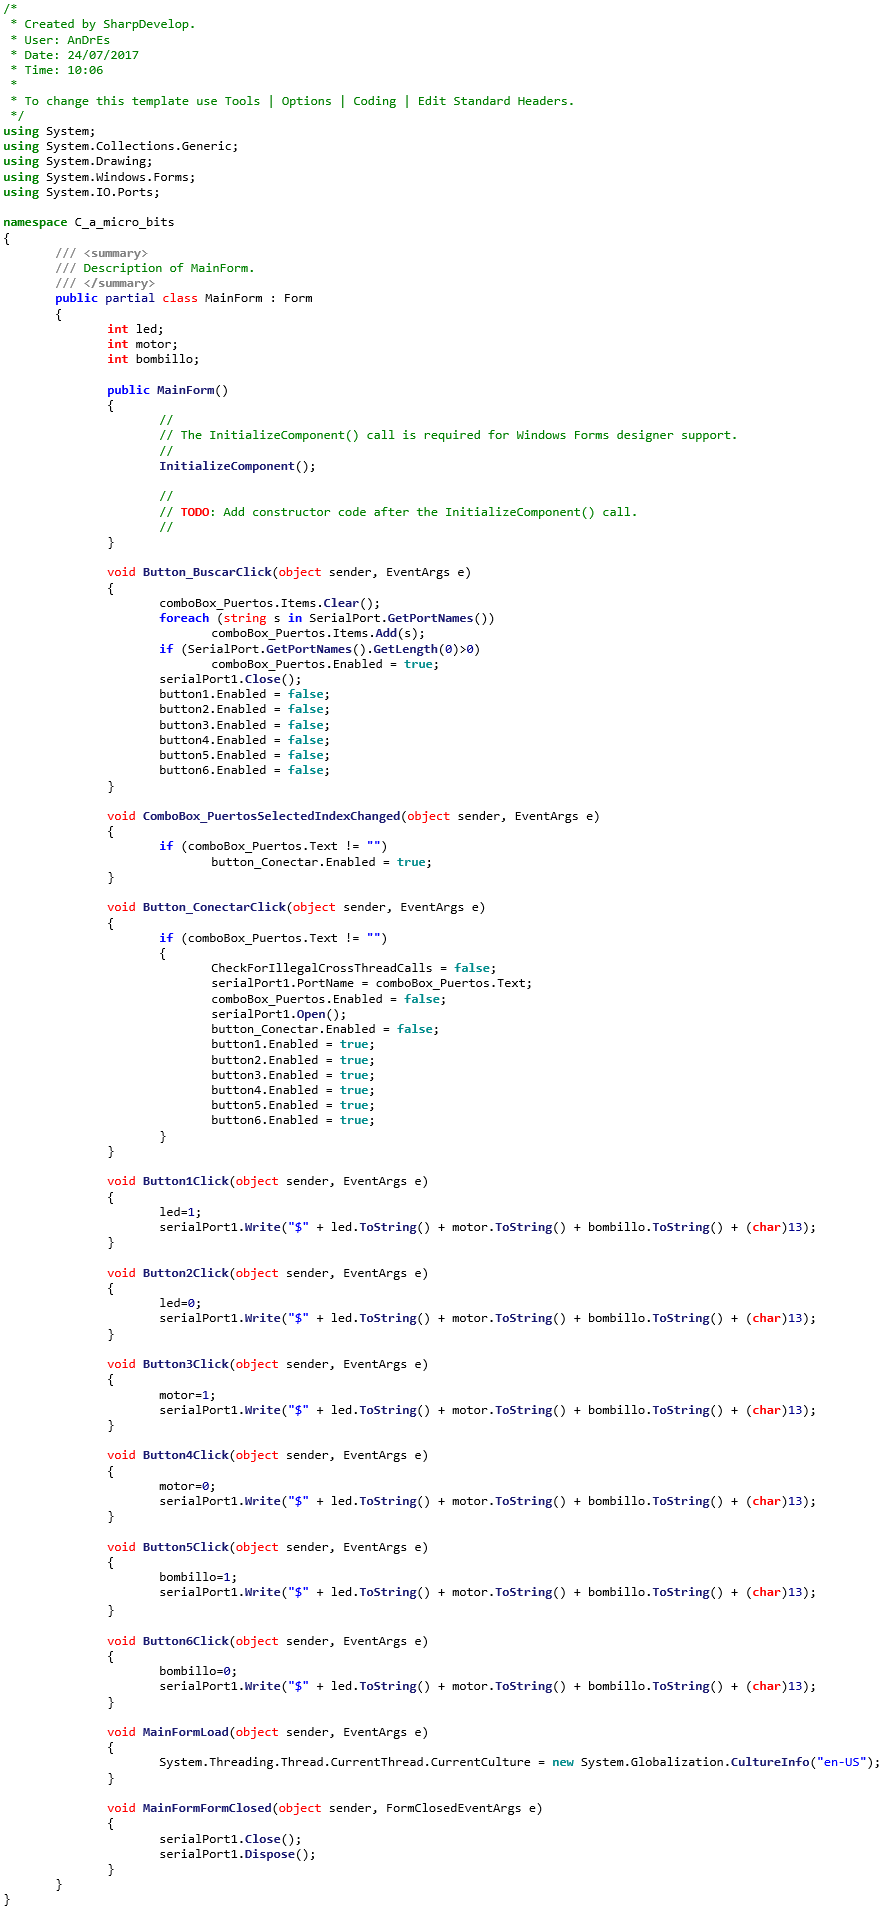 /*
 * Created by SharpDevelop.
 * User: AnDrEs
 * Date: 24/07/2017
 * Time: 10:06
 *
 * To change this template use Tools | Options | Coding | Edit Standard Headers.
 */
using System;
using System.Collections.Generic;
using System.Drawing;
using System.Windows.Forms;
using System.IO.Ports;

namespace C_a_micro_bits
{
	/// <summary>
	/// Description of MainForm.
	/// </summary>
	public partial class MainForm : Form
	{
		int led;
		int motor;
		int bombillo;

		public MainForm()
		{
			//
			// The InitializeComponent() call is required for Windows Forms designer support.
			//
			InitializeComponent();

			//
			// TODO: Add constructor code after the InitializeComponent() call.
			//
		}

		void Button_BuscarClick(object sender, EventArgs e)
		{
			comboBox_Puertos.Items.Clear();
			foreach (string s in SerialPort.GetPortNames())
				comboBox_Puertos.Items.Add(s);
			if (SerialPort.GetPortNames().GetLength(0)>0)
				comboBox_Puertos.Enabled = true;
			serialPort1.Close();
			button1.Enabled = false;
			button2.Enabled = false;
			button3.Enabled = false;
			button4.Enabled = false;
			button5.Enabled = false;
			button6.Enabled = false;
		}

		void ComboBox_PuertosSelectedIndexChanged(object sender, EventArgs e)
		{
			if (comboBox_Puertos.Text != "")
				button_Conectar.Enabled = true;
		}

		void Button_ConectarClick(object sender, EventArgs e)
		{
			if (comboBox_Puertos.Text != "")
			{
				CheckForIllegalCrossThreadCalls = false;
				serialPort1.PortName = comboBox_Puertos.Text;
				comboBox_Puertos.Enabled = false;
				serialPort1.Open();
				button_Conectar.Enabled = false;
				button1.Enabled = true;
				button2.Enabled = true;
				button3.Enabled = true;
				button4.Enabled = true;
				button5.Enabled = true;
				button6.Enabled = true;
			}
		}

		void Button1Click(object sender, EventArgs e)
		{
			led=1;
			serialPort1.Write("$" + led.ToString() + motor.ToString() + bombillo.ToString() + (char)13);
		}

		void Button2Click(object sender, EventArgs e)
		{
			led=0;
			serialPort1.Write("$" + led.ToString() + motor.ToString() + bombillo.ToString() + (char)13);
		}

		void Button3Click(object sender, EventArgs e)
		{
			motor=1;
			serialPort1.Write("$" + led.ToString() + motor.ToString() + bombillo.ToString() + (char)13);
		}

		void Button4Click(object sender, EventArgs e)
		{
			motor=0;
			serialPort1.Write("$" + led.ToString() + motor.ToString() + bombillo.ToString() + (char)13);
		}

		void Button5Click(object sender, EventArgs e)
		{
			bombillo=1;
			serialPort1.Write("$" + led.ToString() + motor.ToString() + bombillo.ToString() + (char)13);
		}

		void Button6Click(object sender, EventArgs e)
		{
			bombillo=0;
			serialPort1.Write("$" + led.ToString() + motor.ToString() + bombillo.ToString() + (char)13);
		}

		void MainFormLoad(object sender, EventArgs e)
		{
			System.Threading.Thread.CurrentThread.CurrentCulture = new System.Globalization.CultureInfo("en-US");
		}

		void MainFormFormClosed(object sender, FormClosedEventArgs e)
		{
			serialPort1.Close();
			serialPort1.Dispose();
		}
	}
}